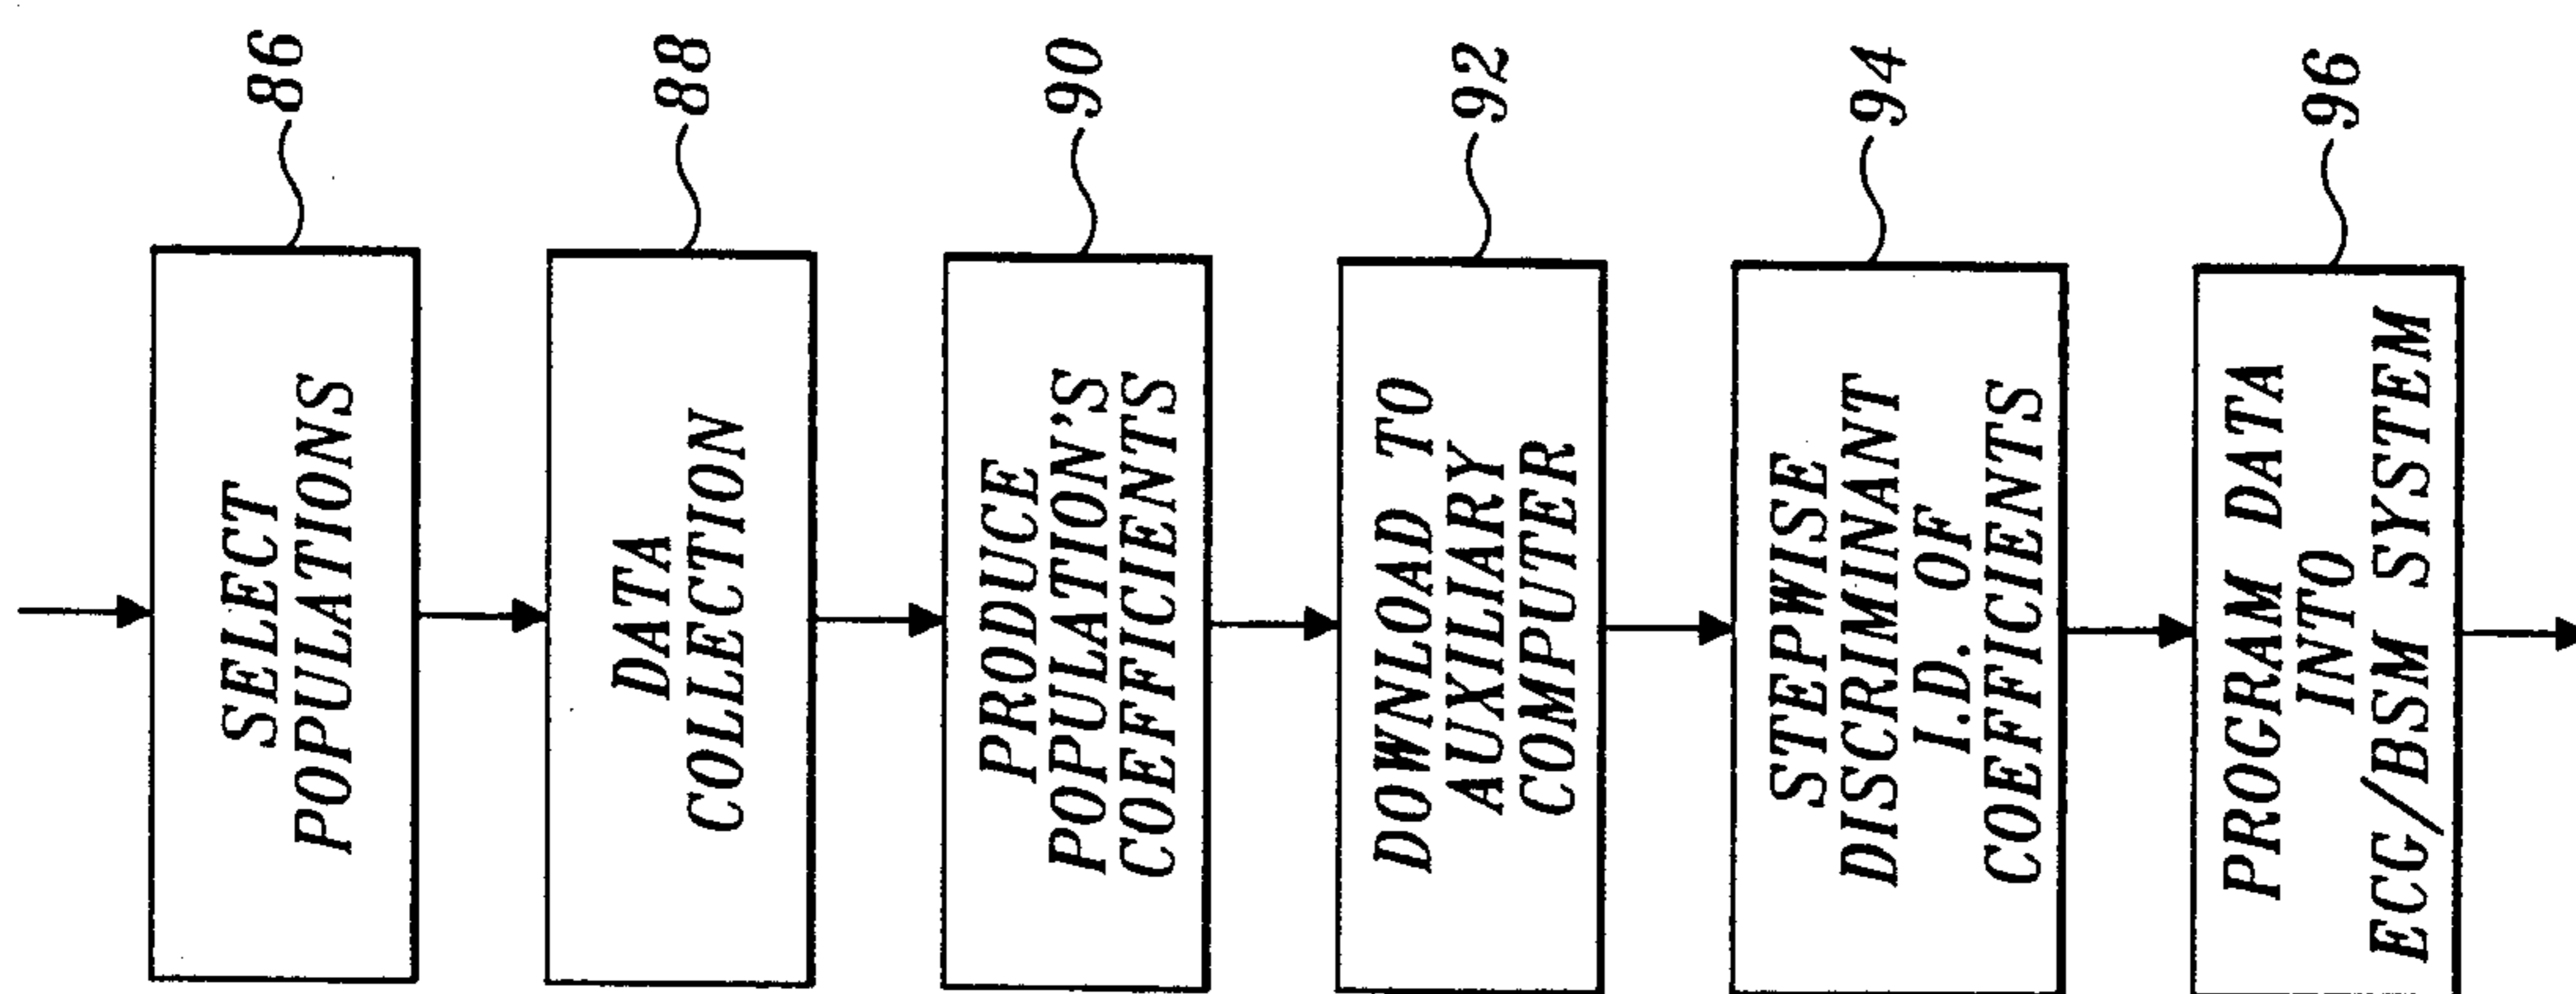 SELECT
POPULATIONS
86
DATA
COLLECTION
88
PRODUCE
POPULATION'S
COEFFICIENTS
90
DOWNLOAD TO
AUXILIARY
COMPUTER
92
STEPWISE
DISCRIMINANT
I.D. OF
COEFFICIENTS
94
PROGRAM DATA
INTO
ECG/BSM SYSTEM
96